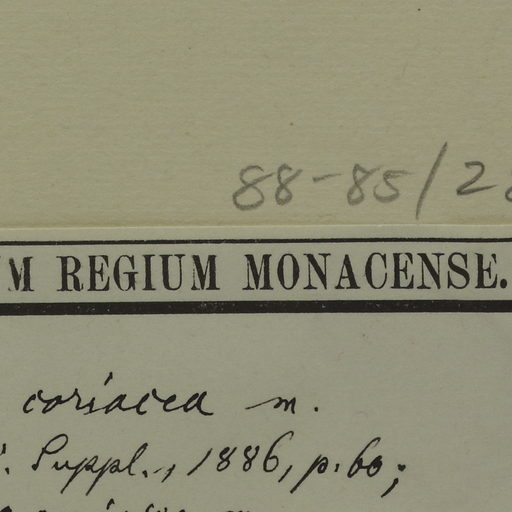 88-85/28
M REGIUM MONACENSE.
coriacea m.
Suppl., 1886, p. 60;